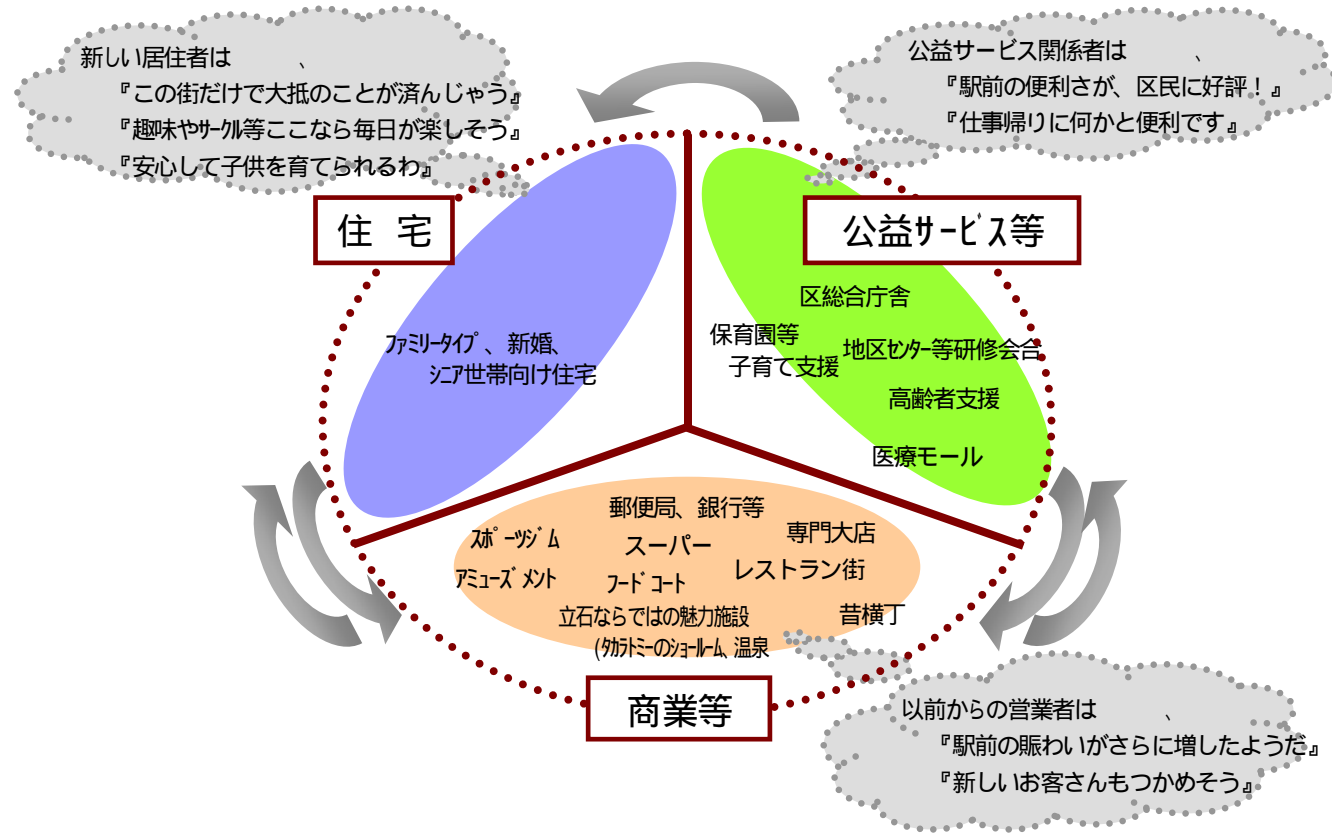 新しい居住者は　　　、
『この街だけで大抵のことが済んじゃう』
『趣味やサークル等ここなら毎日が楽しそう』
『安心して子供を育てられるわ』
公益サービス関係者は　　　、
『駅前の便利さが、区民に好評！』
『仕事帰りに何かと便利です』
住 宅
公益サービス等
ファミリータイプ、新婚、
シニア世帯向け住宅
区総合庁舎
保育園等
子育て支援
地区センター等研修会合
高齢者支援
医療モール
郵便局、銀行等
スポーツジム
スーパー
専門大店
アミューズメント
フードコート
レストラン街
立石ならではの魅力施設
昔横丁
(タカラトミーのショールーム、温泉
商業等
以前からの営業者は　　　、
『駅前の賑わいがさらに増したようだ』
『新しいお客さんもつかめそう』